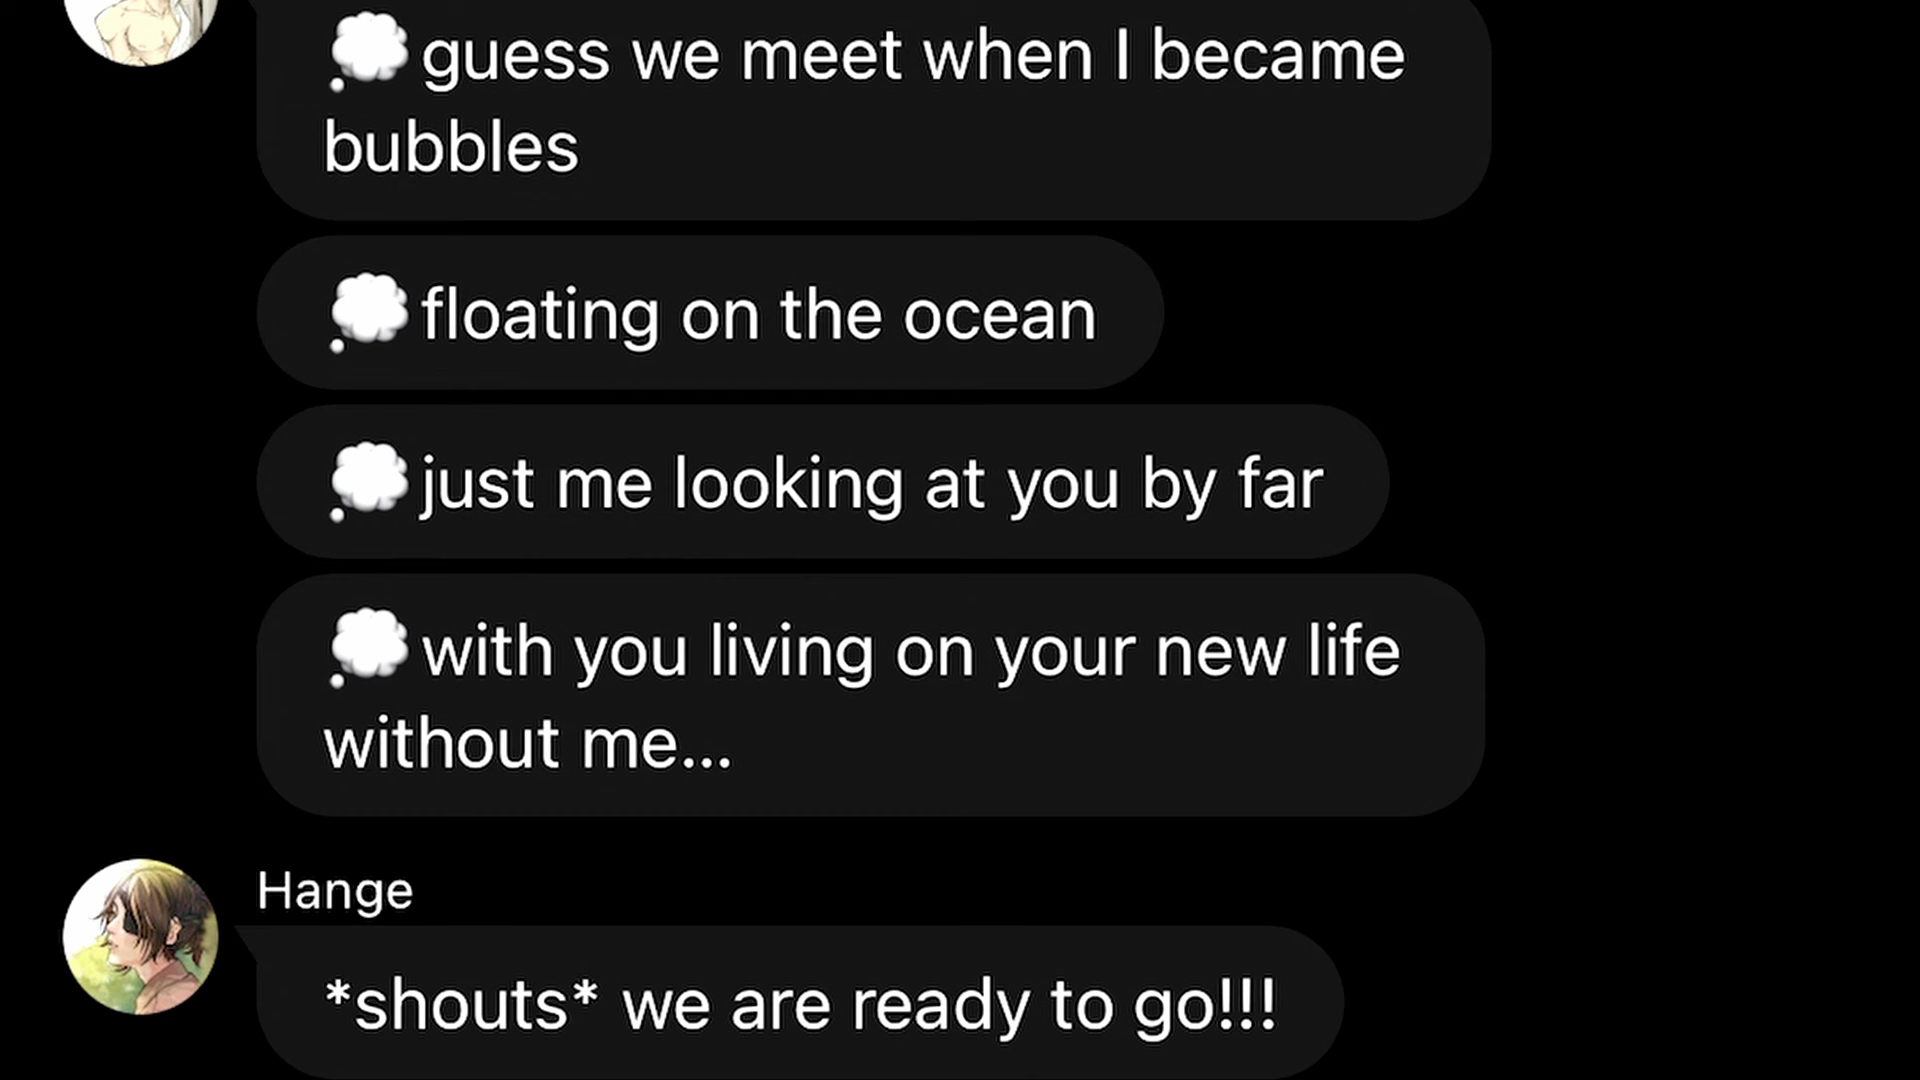 💭guess we meet when I became
bubbles
💭floating on the ocean
💭just me looking at you by far
💭with you living on your new life
without me...
Hange
*shouts* we are ready to go!!!